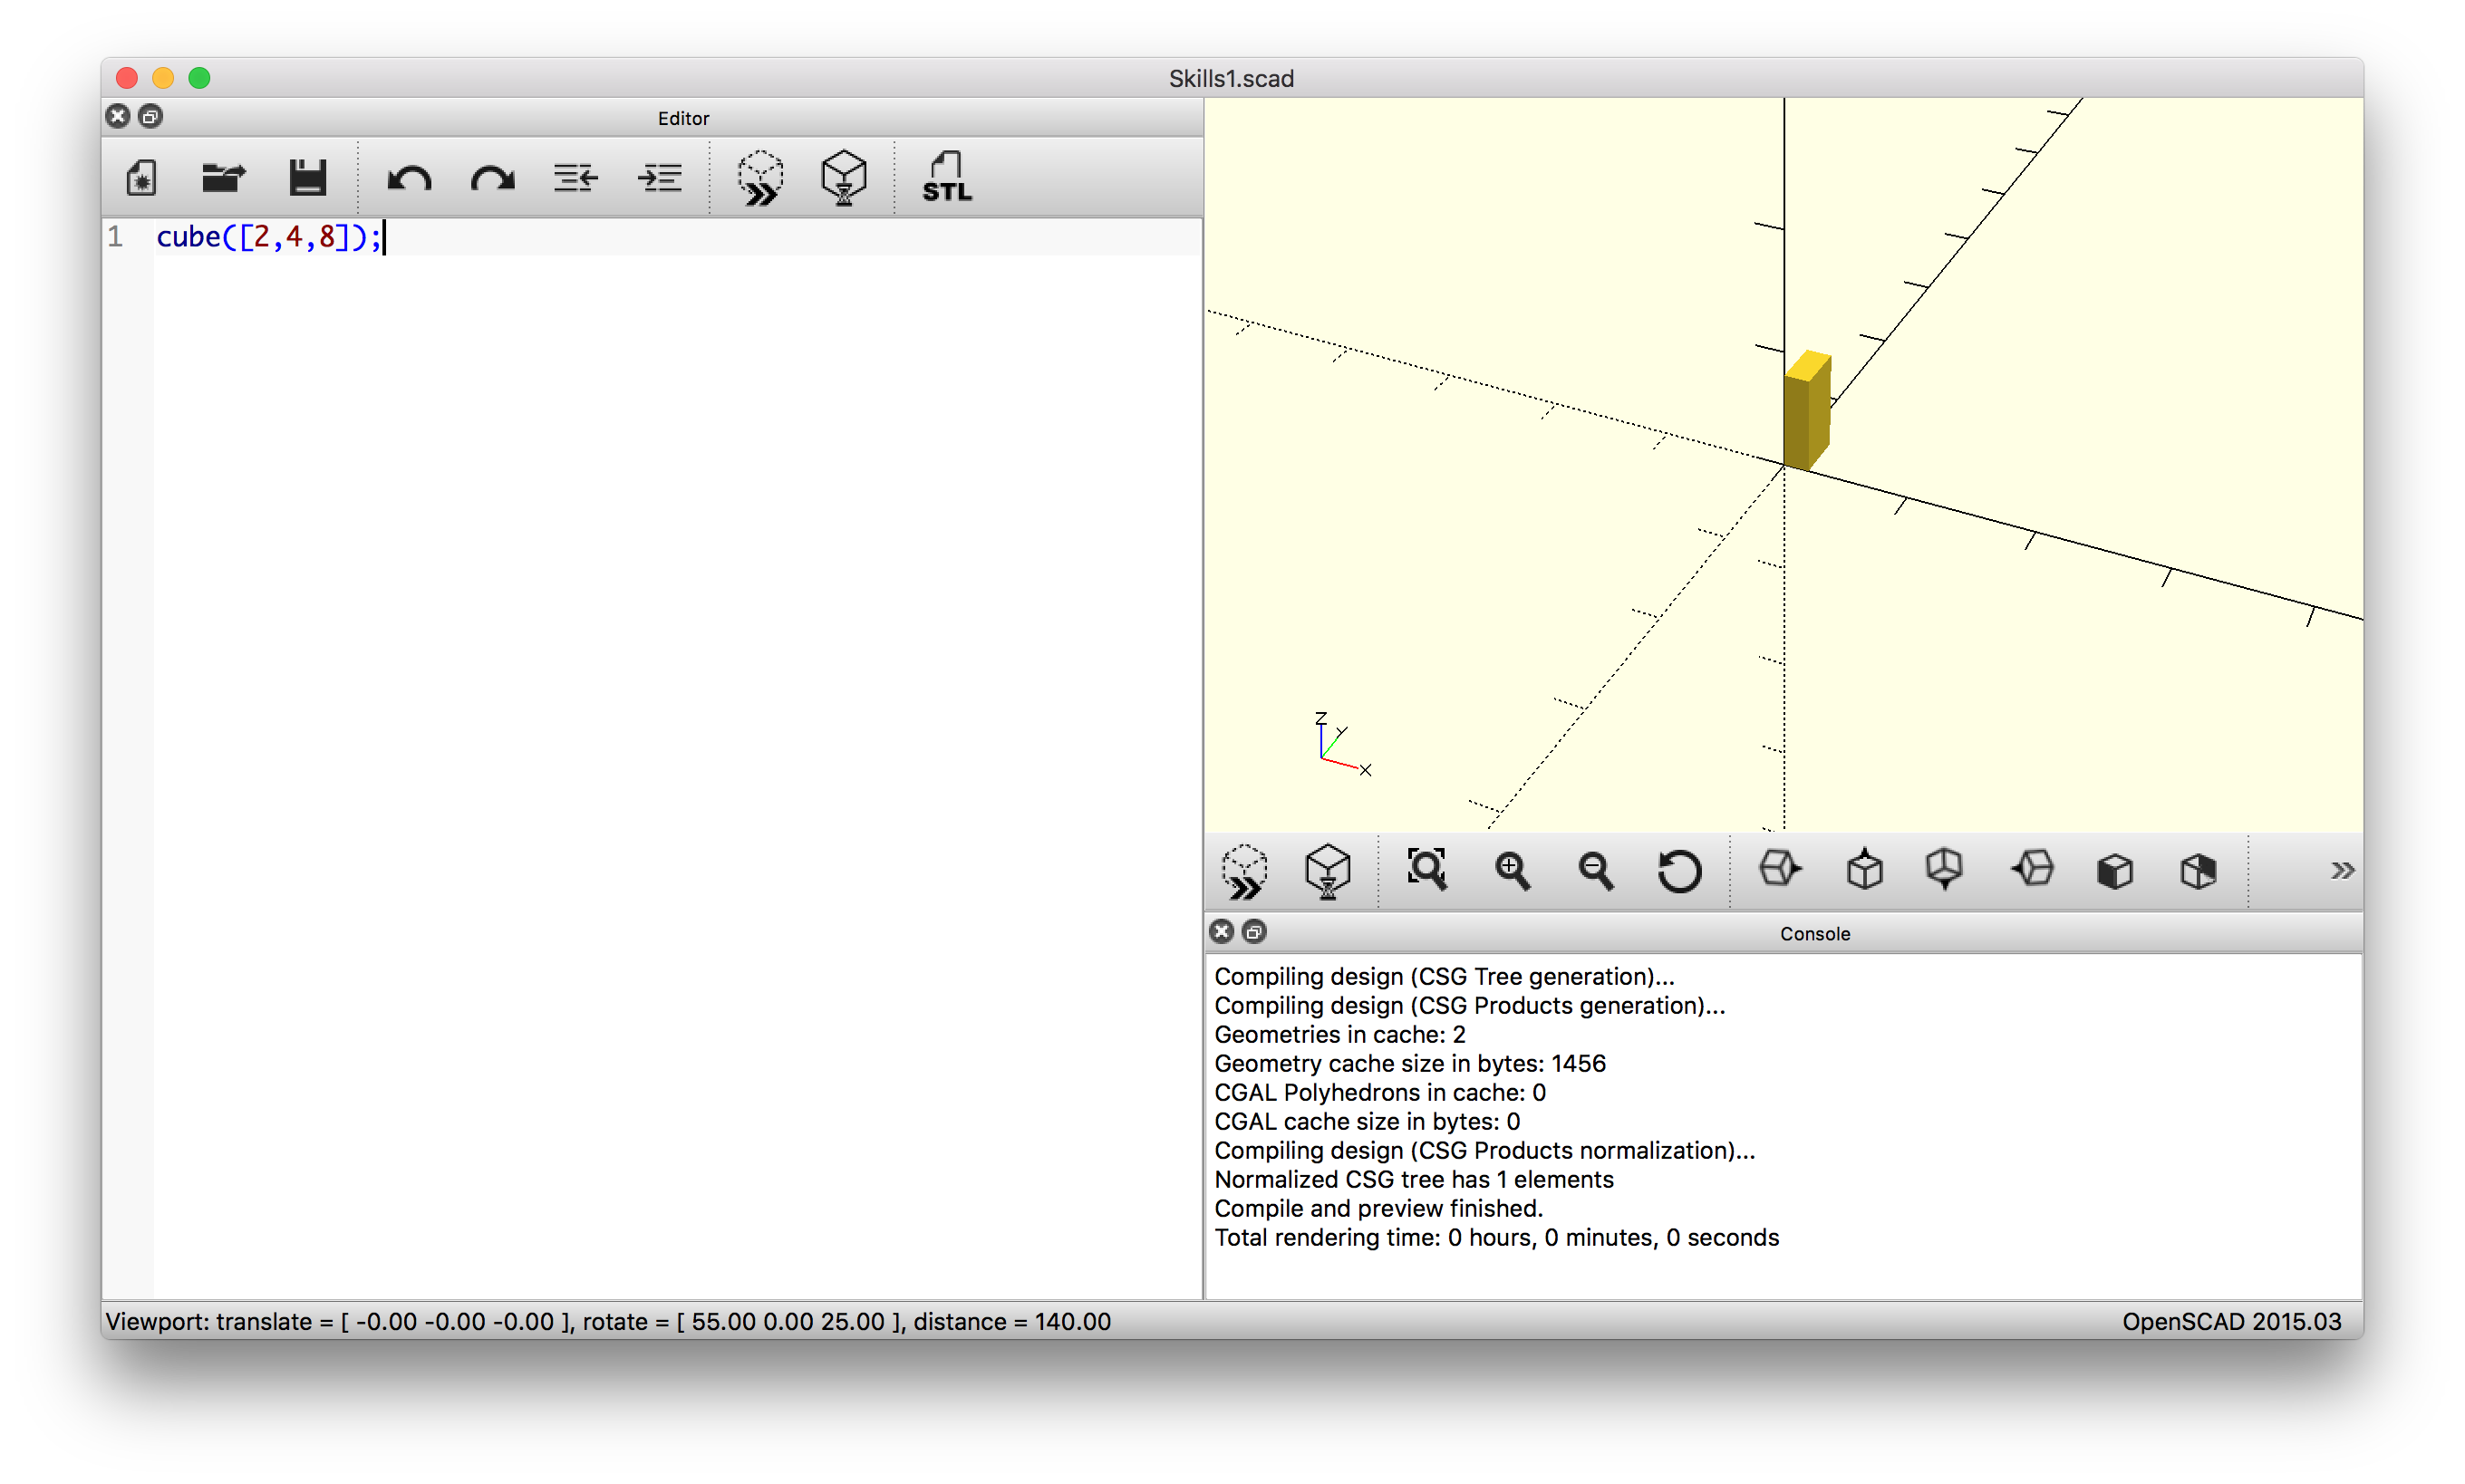 Skills1.scad
Editor
STL
1 cube([2,4,8]);
Z
Y
X
Console
Compiling design (CSG Tree generation)...
Compiling design (CSG Products generation)...
Geometries in cache: 2
Geometry cache size in bytes: 1456
CGAL Polyhedrons in cache: 0
CGAL cache size in bytes: 0
Compiling design (CSG Products normalization)...
Normalized CSG tree has 1 elements
Compile and preview finished.
Total rendering time: 0 hours, 0 minutes, 0 seconds
Viewport: translate = [ -0.00 -0.00 -0.00 ], rotate = [ 55.00 0.00 25.00 ], distance = 140.00
OpenSCAD 2015.03